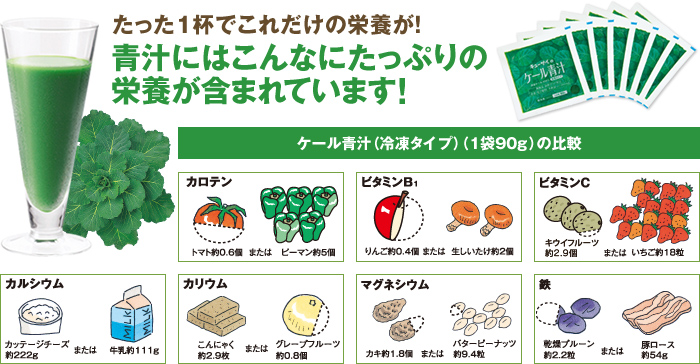 たった1杯でこれだけの栄養が!
青汁にはこんなにたっぷりの
栄養が含まれています!
キューサイの
ケール青汁
ケール青汁(冷凍タイプ)(1袋90g)の比較
カロテン
トマト約0.6個 または ピーマン約5個
ビタミンB1
りんご約0.4個 または 生しいたけ約2個
ビタミンC
キウイフルーツ
約2.9個 または いちご約18粒
カルシウム
MILK
カッテージチーズ
約222g または 牛乳約111g
カリウム
こんにゃく
約2.9枚 または グレープフルーツ
約0.8個
マグネシウム
カキ約1.8個 または バターピーナッツ
約9.4粒
鉄
乾燥プルーン
約2.2粒 または 豚ロース
約54g